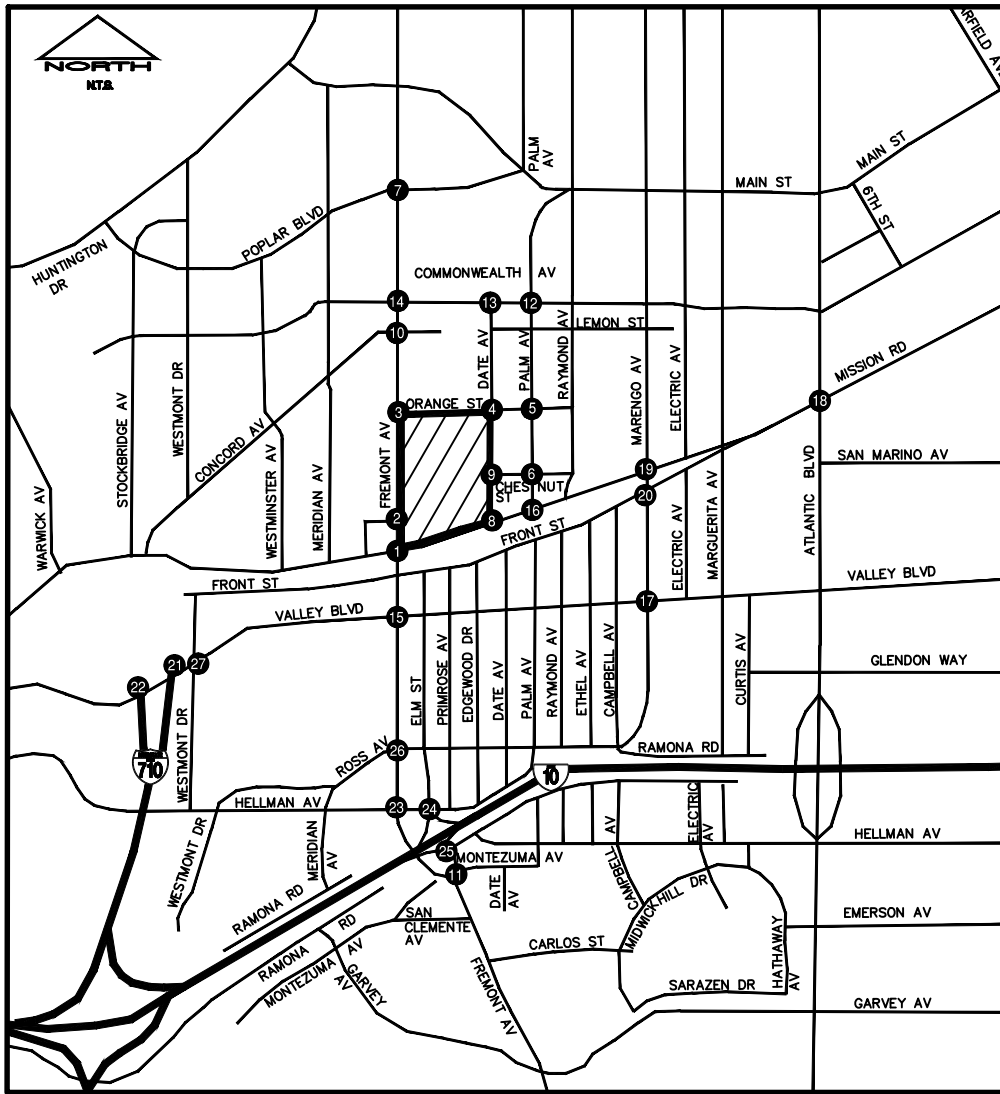 NORTH
N.T.S.
ARFIELD AV
PALM
AV
MAIN ST
MAIN ST
6TH ST
7
HUNTINGTON
DR
POPLAR BLVD
COMMONWEALTH AV
14
13
12
10
LEMON ST
STOCKBRIDGE AV
WESTMONT DR
CONCORD AV
WESTMINSTER AV
MERIDIAN AV
FREMONT AV
DATE AV
PALM AV
RAYMOND AV
MARENGO AV
ELECTRIC AV
MISSION RD
18
3
ORANGE ST
4
5
WARWICK AV
9
6
CHESTNUT
ST
19
20
SAN MARINO AV
2
8
16
1
FRONT ST
ELECTRIC AV
MARGUERITA AV
ATLANTIC BLVD
FRONT ST
VALLEY BLVD
VALLEY BLVD
15
17
21
27
22
WESTMONT DR
ELM ST
PRIMROSE AV
EDGEWOOD DR
DATE AV
PALM AV
RAYMOND AV
ETHEL AV
CAMPBELL AV
CURTIS AV
GLENDON WAY
ROSS AV
26
RAMONA RD
710
10
HELLMAN AV
23
24
WESTMONT DR
MERIDIAN
AV
25
MONTEZUMA AV
11
DATE
AV
CAMPBELL AV
ELECTRIC
AV
HELLMAN AV
RAMONA RD
RAMONA RD
MONTEZUMA AV
SAN
CLEMENTE
AV
GARVEY
AV
FREMONT AV
CARLOS ST
MIDWICKHILL DR
HATHAWAY
AV
EMERSON AV
SARAZEN DR
GARVEY AV